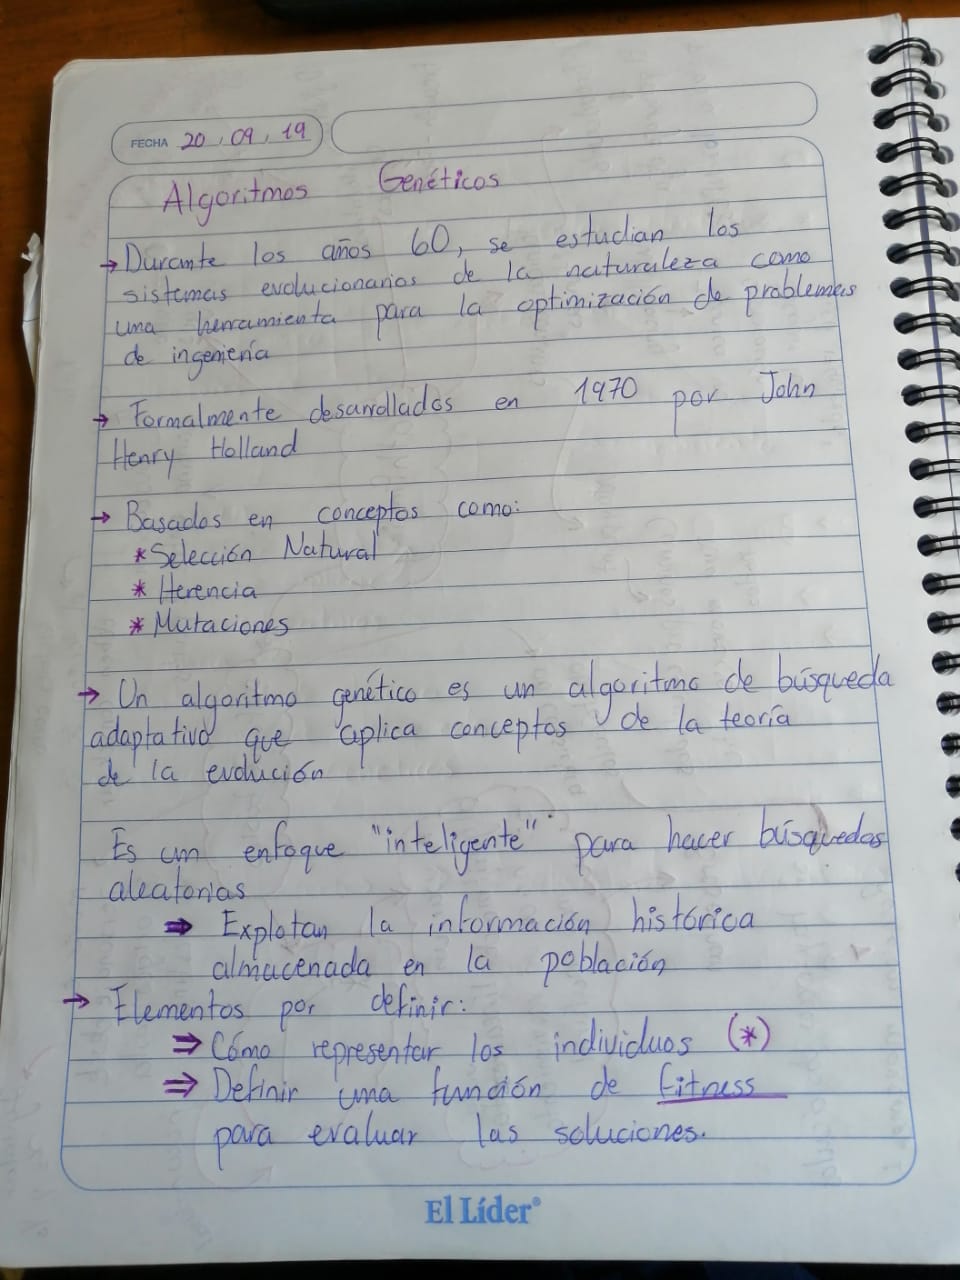 FECHA 20 . 09 . 19
Algoritmos Genéticos
→ Durante los años 60, se estudian los
sistemas evolucionarios de la naturaleza como
una herramienta para la optimización de problemas
de ingeniería
→ Formalmente desarrollados en 1970 por John
Henry Holland
→ Basados en conceptos como:
* Selección Natural
* Herencia
* Mutaciones
→ Un algoritmo genético es un algoritmo de búsqueda
adaptativo que aplica conceptos de la teoría
de la evolución
Es un enfoque "inteligente" para hacer búsquedas
aleatorias
⇒ Explotan la información histórica
almacenada en la población
→ Elementos por definir:
⇒ Cómo representar los individuos (*)
⇒ Definir una función de fitness
para evaluar las soluciones.
El Líder®